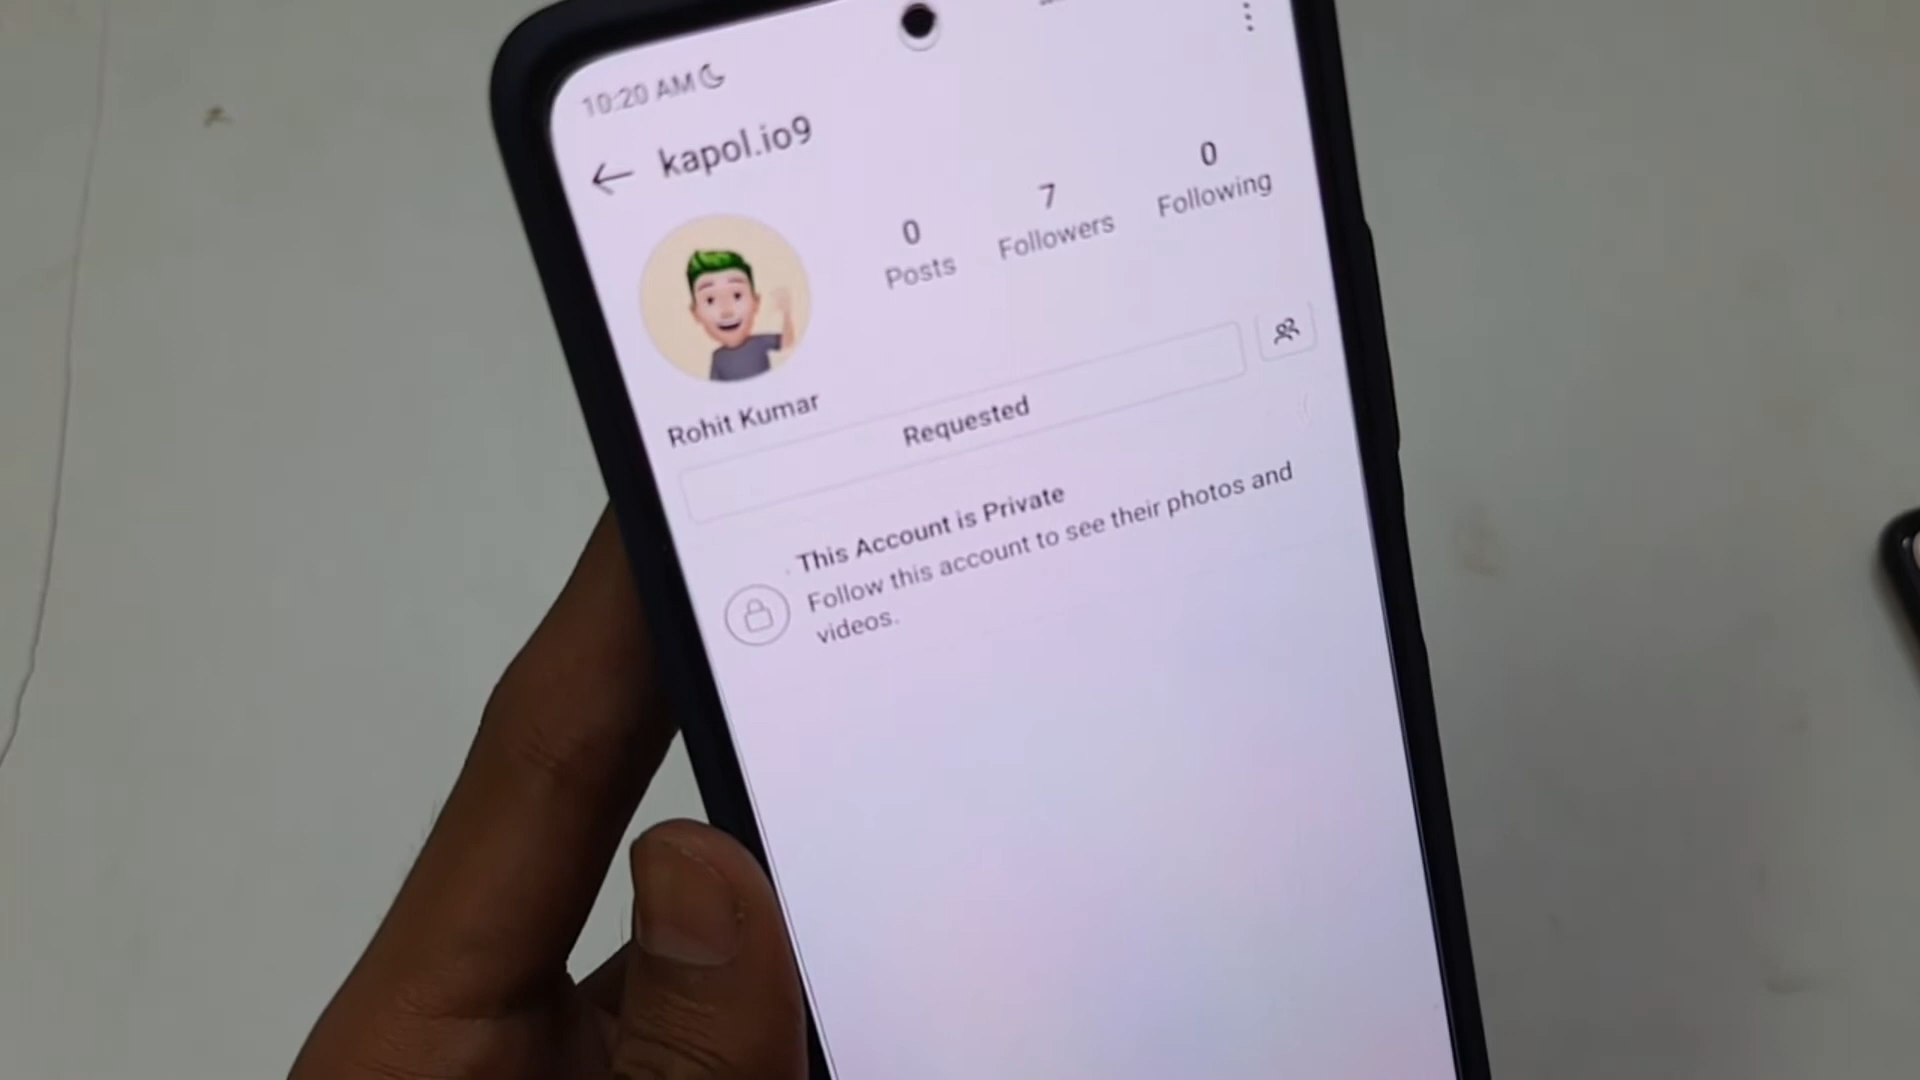 10:20 AM
kapol.io9
0
Posts
7
Followers
0
Following
Rohit Kumar
Requested
This Account is Private
Follow this account to see their photos and
videos.